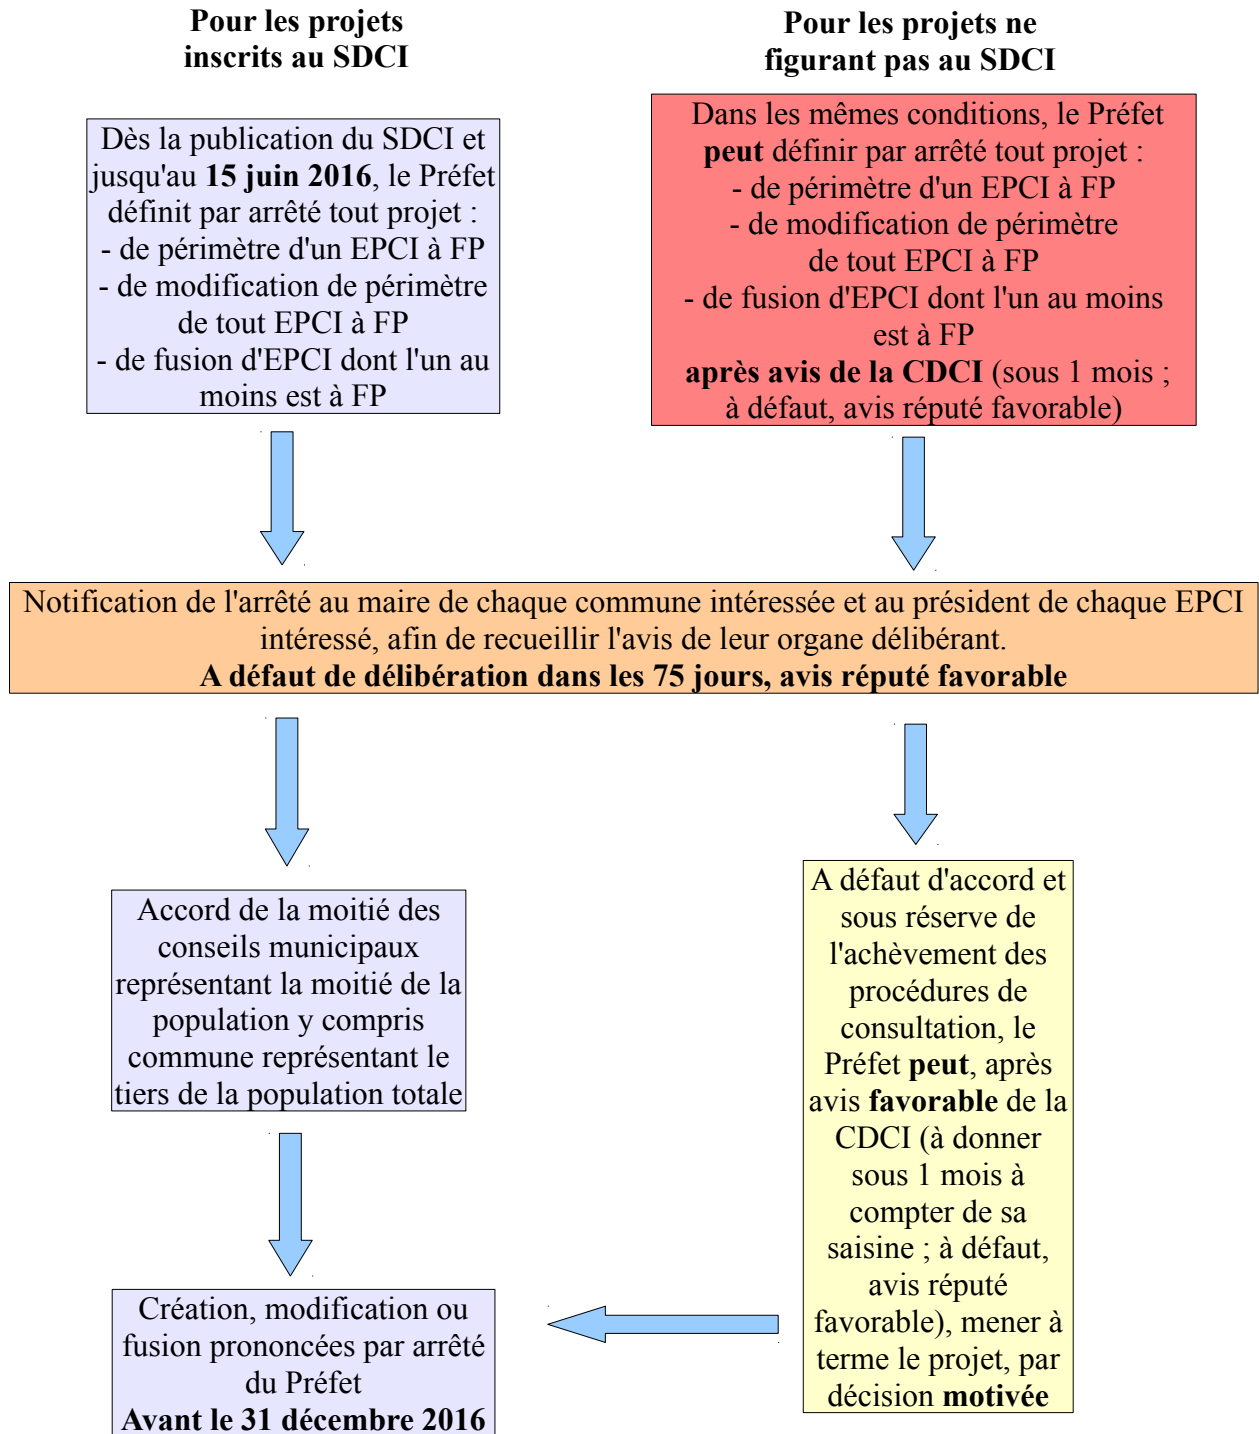 Pour les projets
inscrits au SDCI
Pour les projets ne
figurant pas au SDCI
Dès la publication du SDCI et
jusqu'au 15 juin 2016, le Préfet
définit par arrêté tout projet :
- de périmètre d'un EPCI à FP
- de modification de périmètre
de tout EPCI à FP
- de fusion d'EPCI dont l'un au
moins est à FP
Dans les mêmes conditions, le Préfet
peut définir par arrêté tout projet :
- de périmètre d'un EPCI à FP
- de modification de périmètre
de tout EPCI à FP
- de fusion d'EPCI dont l'un au moins
est à FP
après avis de la CDCI (sous 1 mois ;
à défaut, avis réputé favorable)
Notification de l'arrêté au maire de chaque commune intéressée et au président de chaque EPCI
intéressé, afin de recueillir l'avis de leur organe délibérant.
A défaut de délibération dans les 75 jours, avis réputé favorable
Accord de la moitié des
conseils municipaux
représentant la moitié de la
population y compris
commune représentant le
tiers de la population totale
A défaut d'accord et
sous réserve de
l'achèvement des
procédures de
consultation, le
Préfet peut, après
avis favorable de la
CDCI (à donner
sous 1 mois à
compter de sa
saisine ; à défaut,
avis réputé
favorable), mener à
terme le projet, par
décision motivée
Création, modification ou
fusion prononcées par arrêté
du Préfet
Avant le 31 décembre 2016